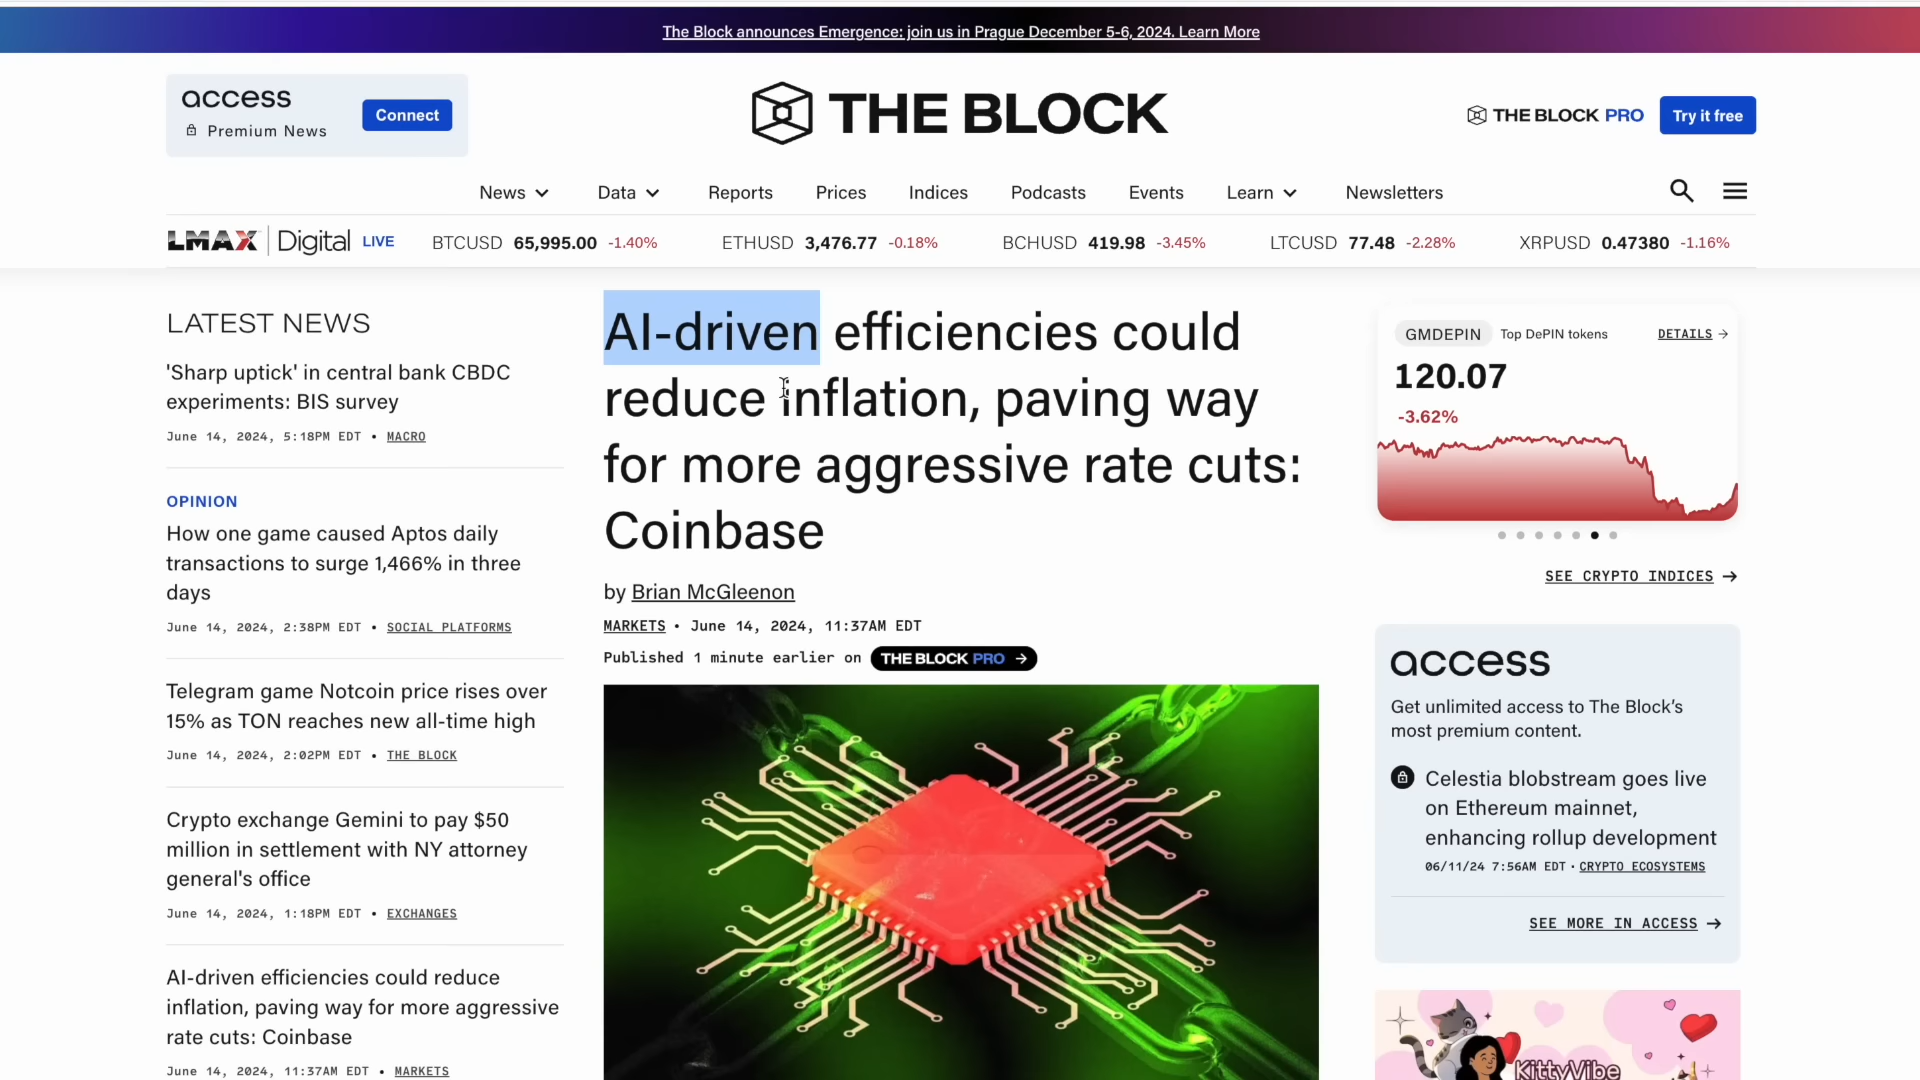 The Block announces Emergence: join us in Prague December 5-6, 2024. Learn More
access
Premium News
Connect
THE BLOCK
THE BLOCK PRO
Try it free
News
Data
Reports
Prices
Indices
Podcasts
Events
Learn
Newsletters
LMAX Digital LIVE
BTCUSD 65,995.00 -1.40%
ETHUSD 3,476.77 -0.18%
BCHUSD 419.98 -3.45%
LTCUSD 77.48 -2.28%
XRPUSD 0.47380 -1.16%
LATEST NEWS
'Sharp uptick' in central bank CBDC
experiments: BIS survey
June 14, 2024, 5:18PM EDT • MACRO
OPINION
How one game caused Aptos daily
transactions to surge 1,466% in three
days
June 14, 2024, 2:38PM EDT • SOCIAL PLATFORMS
Telegram game Notcoin price rises over
15% as TON reaches new all-time high
June 14, 2024, 2:02PM EDT • THE BLOCK
Crypto exchange Gemini to pay $50
million in settlement with NY attorney
general's office
June 14, 2024, 1:18PM EDT • EXCHANGES
AI-driven efficiencies could reduce
inflation, paving way for more aggressive
rate cuts: Coinbase
June 14, 2024, 11:37AM EDT • MARKETS
AI-driven efficiencies could
reduce inflation, paving way
for more aggressive rate cuts:
Coinbase
by Brian McGleenon
MARKETS • June 14, 2024, 11:37AM EDT
Published 1 minute earlier on THE BLOCK PRO →
GMDEPIN Top DePIN tokens DETAILS →
120.07
-3.62%
SEE CRYPTO INDICES →
access
Get unlimited access to The Block's
most premium content.
Celestia blobstream goes live
on Ethereum mainnet,
enhancing rollup development
06/11/24 7:56AM EDT • CRYPTO ECOSYSTEMS
SEE MORE IN ACCESS →
KittyVibe